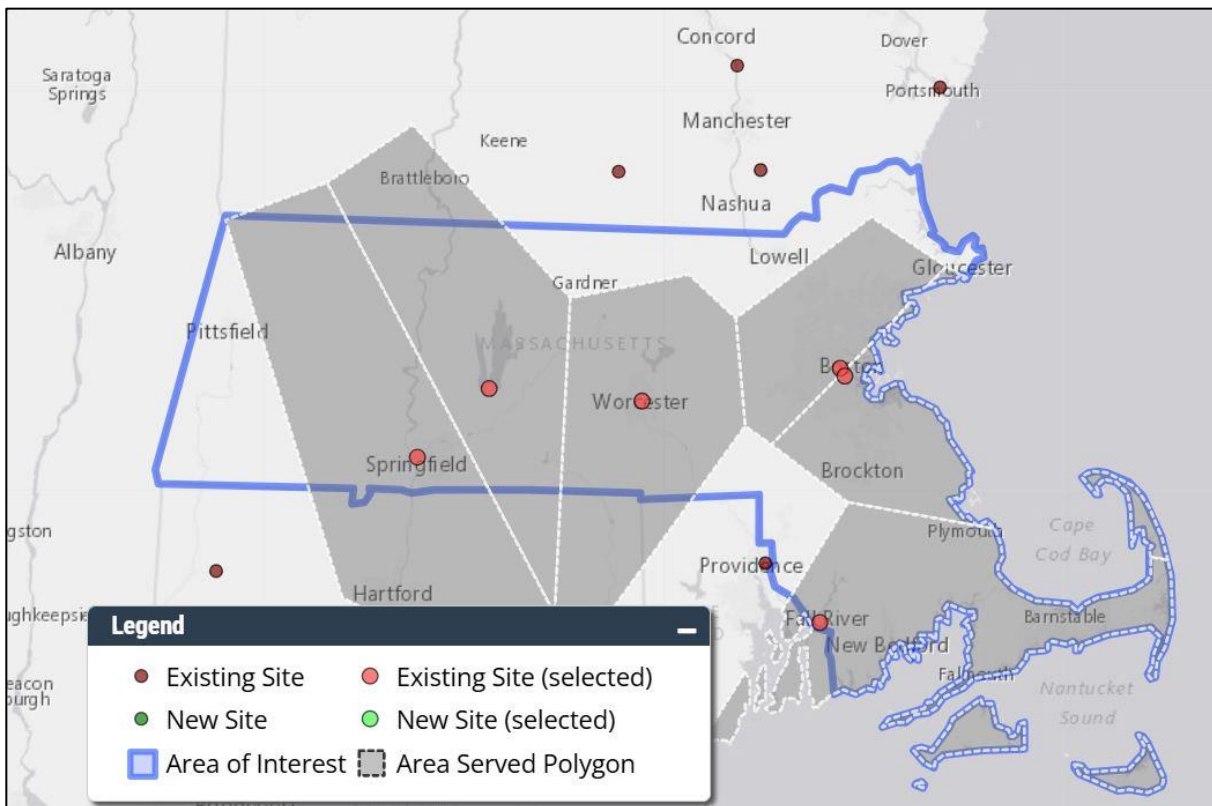 Concord
Dover
Saratoga
Springs
Portsmouth
Manchester
Keene
Brattleboro
Nashua
Albany
Lowell
Gloucester
Gardner
Pittsfield
MASSACHUSETTS
Boston
Worcester
Springfield
Brockton
Plymouth
Cape
Cod Bay
gston
Providence
Hartford
ughkeepsie
Fall River
Barnstable
New Bedford
Falmouth
Nantucket
Sound
eacon
burgh
Legend
Existing Site
Existing Site (selected)
New Site
New Site (selected)
Area of Interest
Area Served Polygon